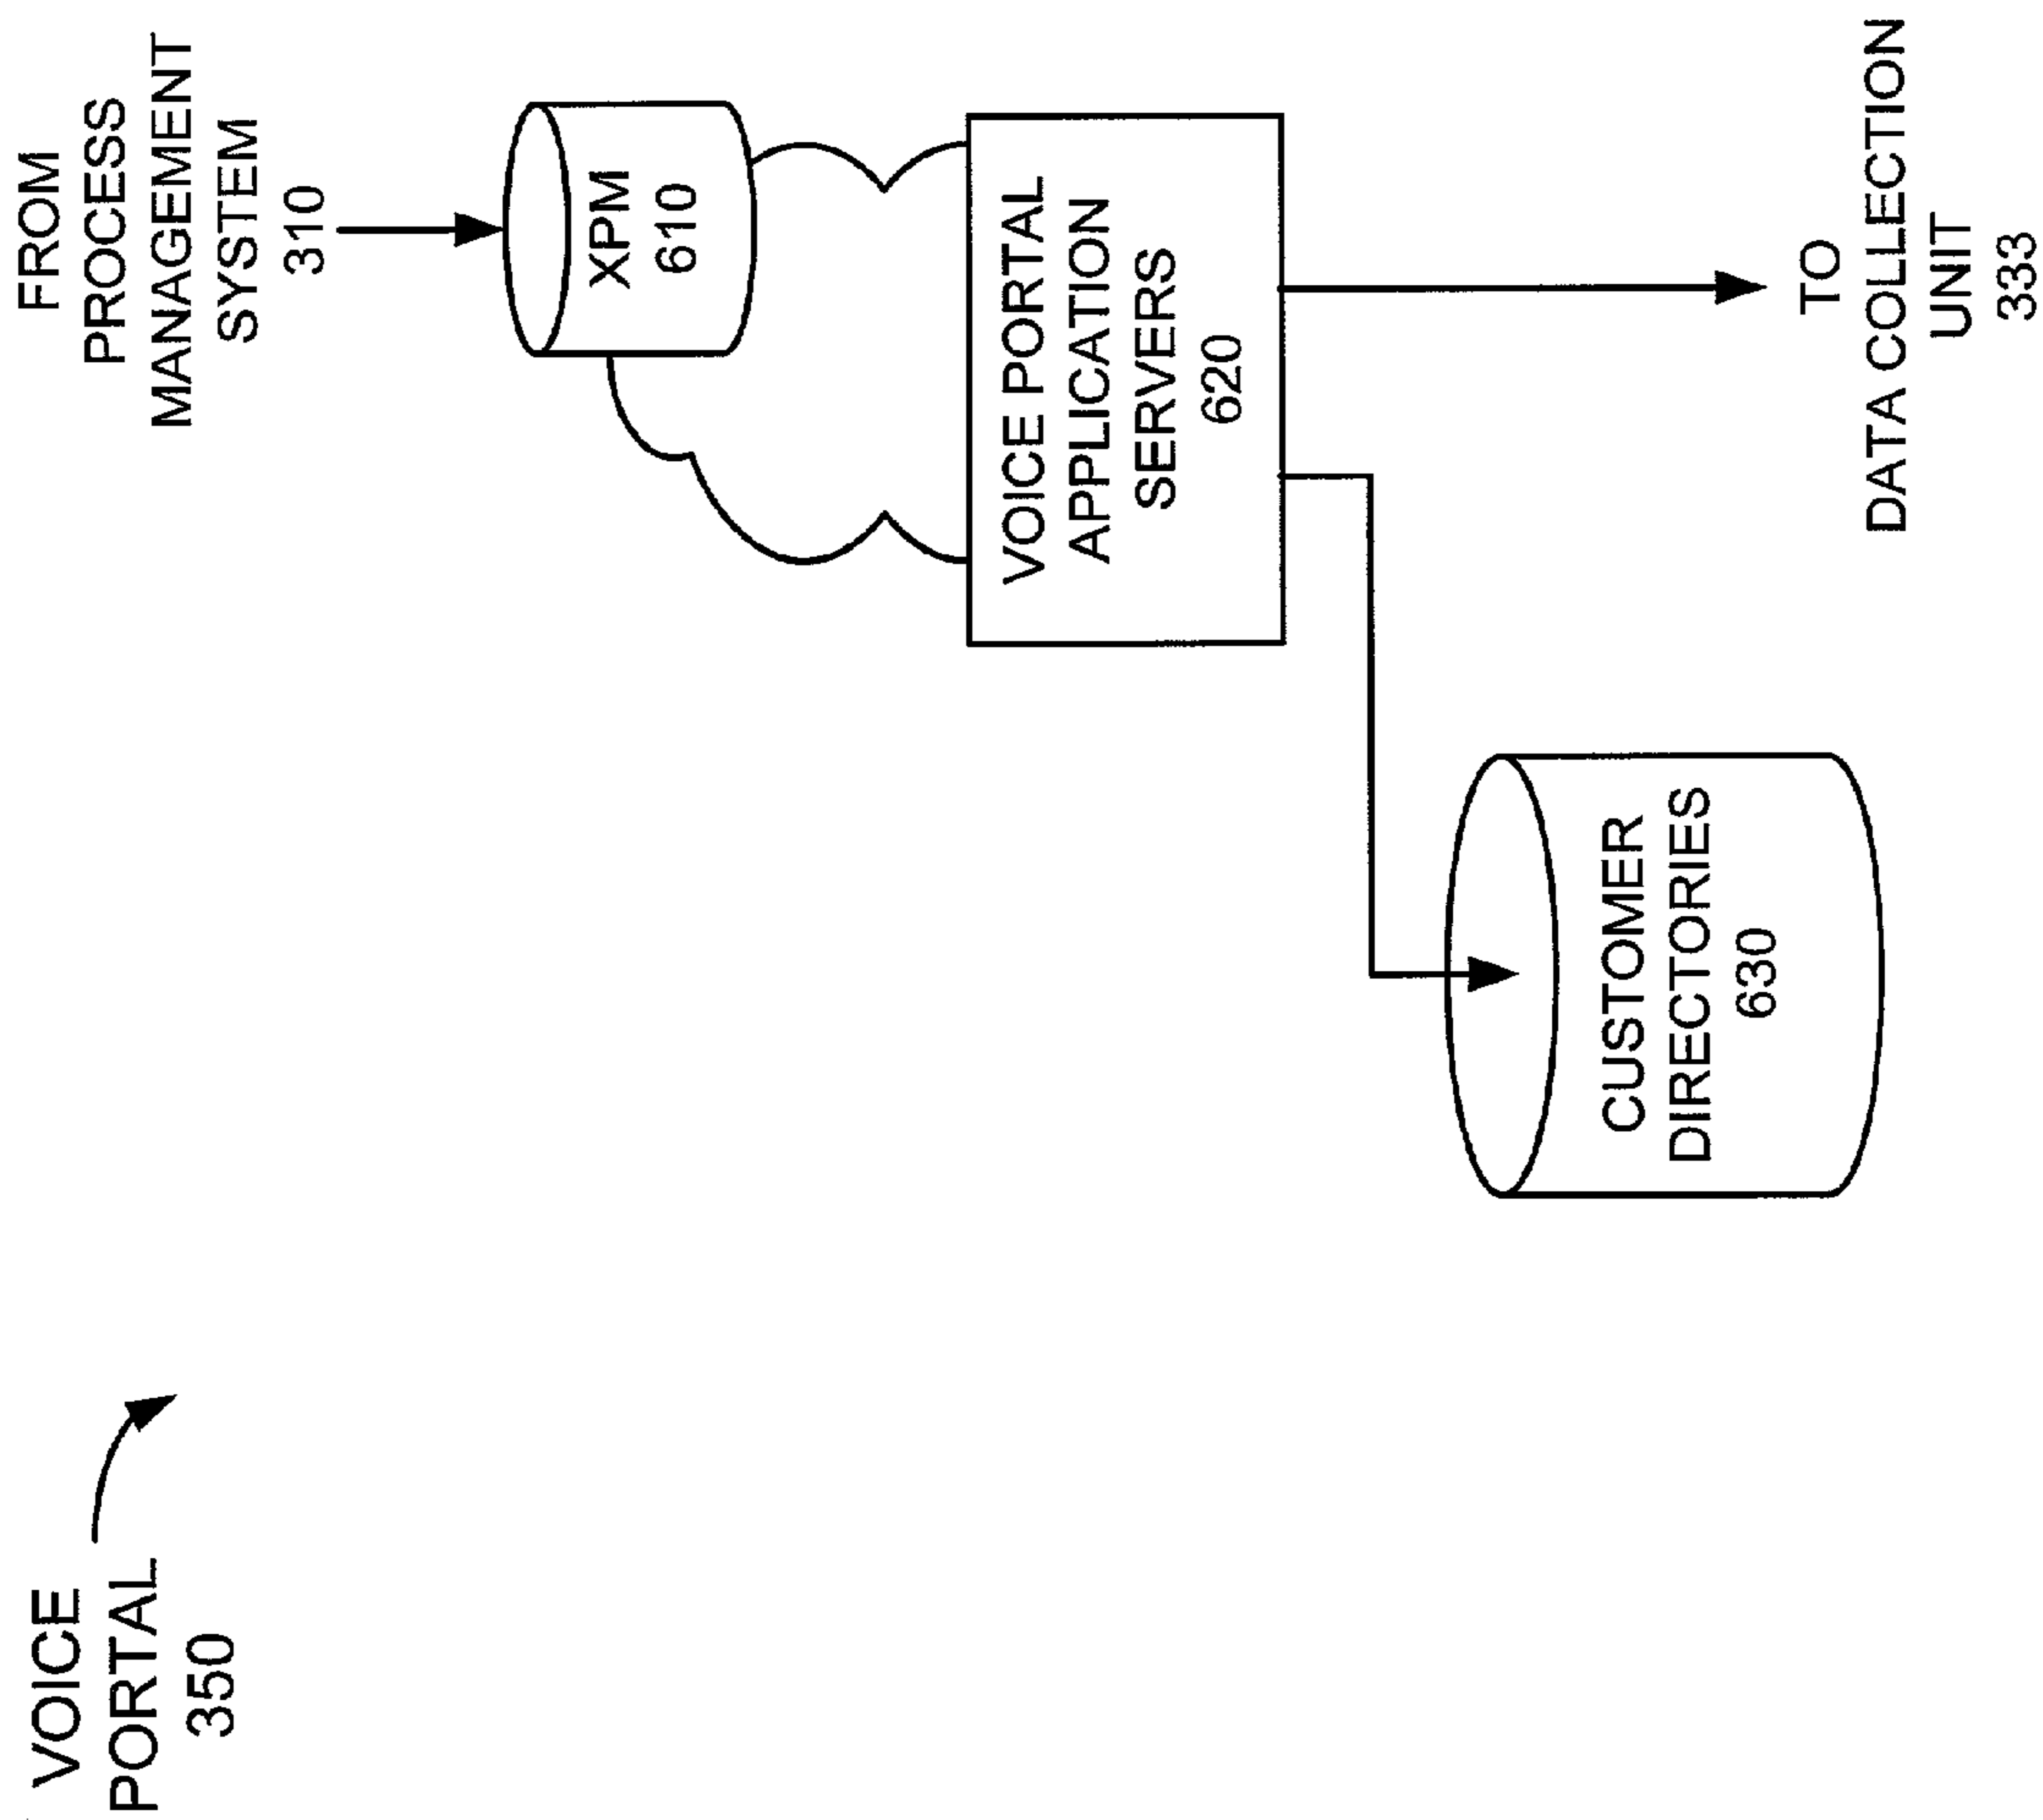 VOICE
PORTAL
350
FROM
PROCESS
MANAGEMENT
SYSTEM
310
XPM
610
VOICE PORTAL
APPLICATION
SERVERS
620
CUSTOMER
DIRECTORIES
630
TO
DATA COLLECTION
UNIT
333